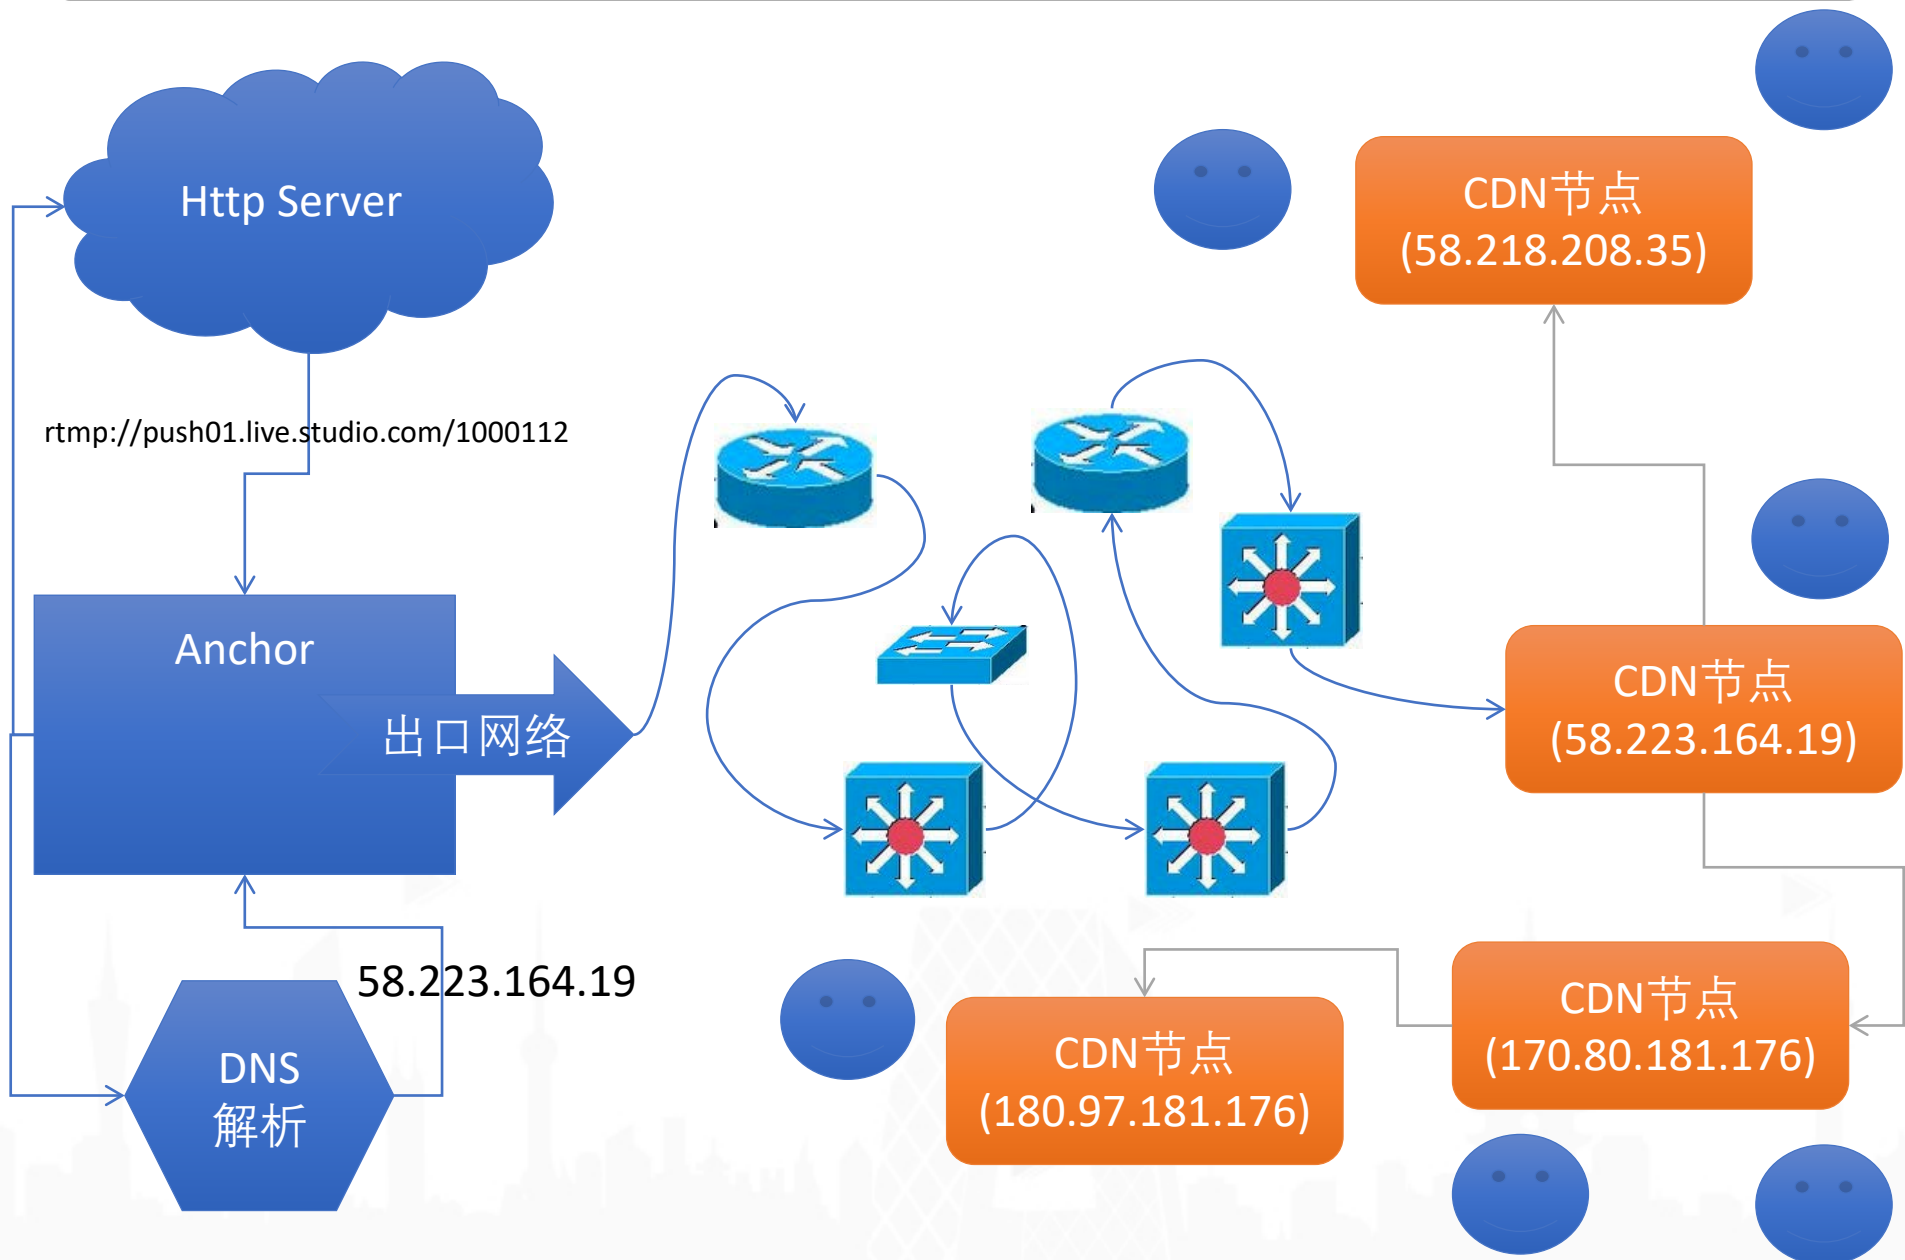 Http Server
rtmp://push01.live.studio.com/1000112
Anchor
出口网络
58.223.164.19
DNS
解析
CDN节点
(58.218.208.35)
CDN节点
(58.223.164.19)
CDN节点
(170.80.181.176)
CDN节点
(180.97.181.176)